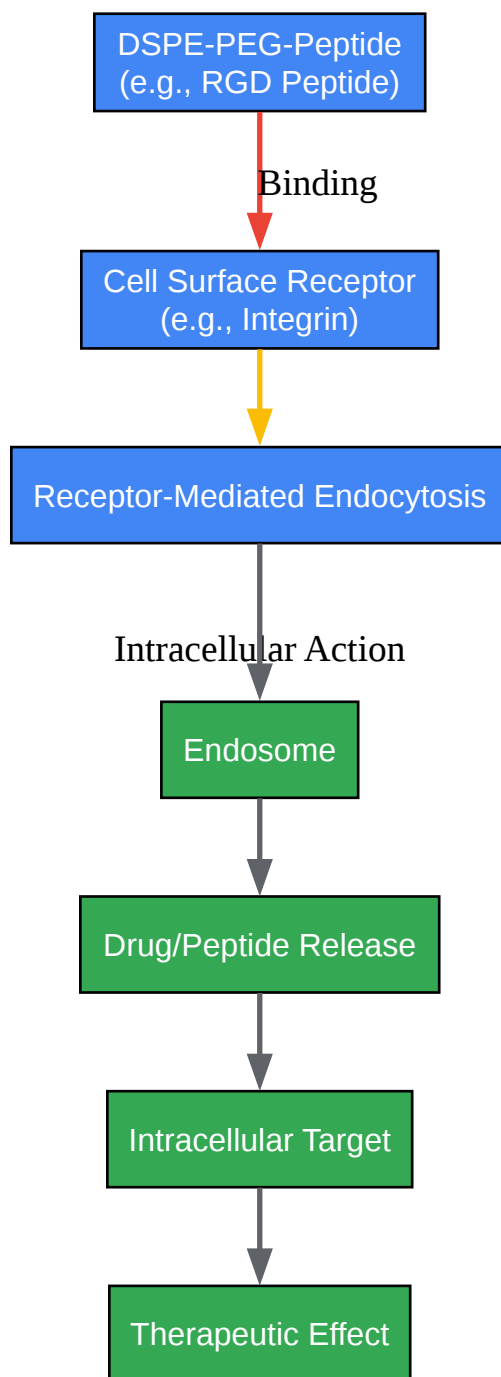 DSPE-PEG-Peptide
(e.g., RGD Peptide)
Binding
Cell Surface Receptor
(e.g., Integrin)
Receptor-Mediated Endocytosis
Intracellular Action
Endosome
Drug/Peptide Release
Intracellular Target
Therapeutic Effect